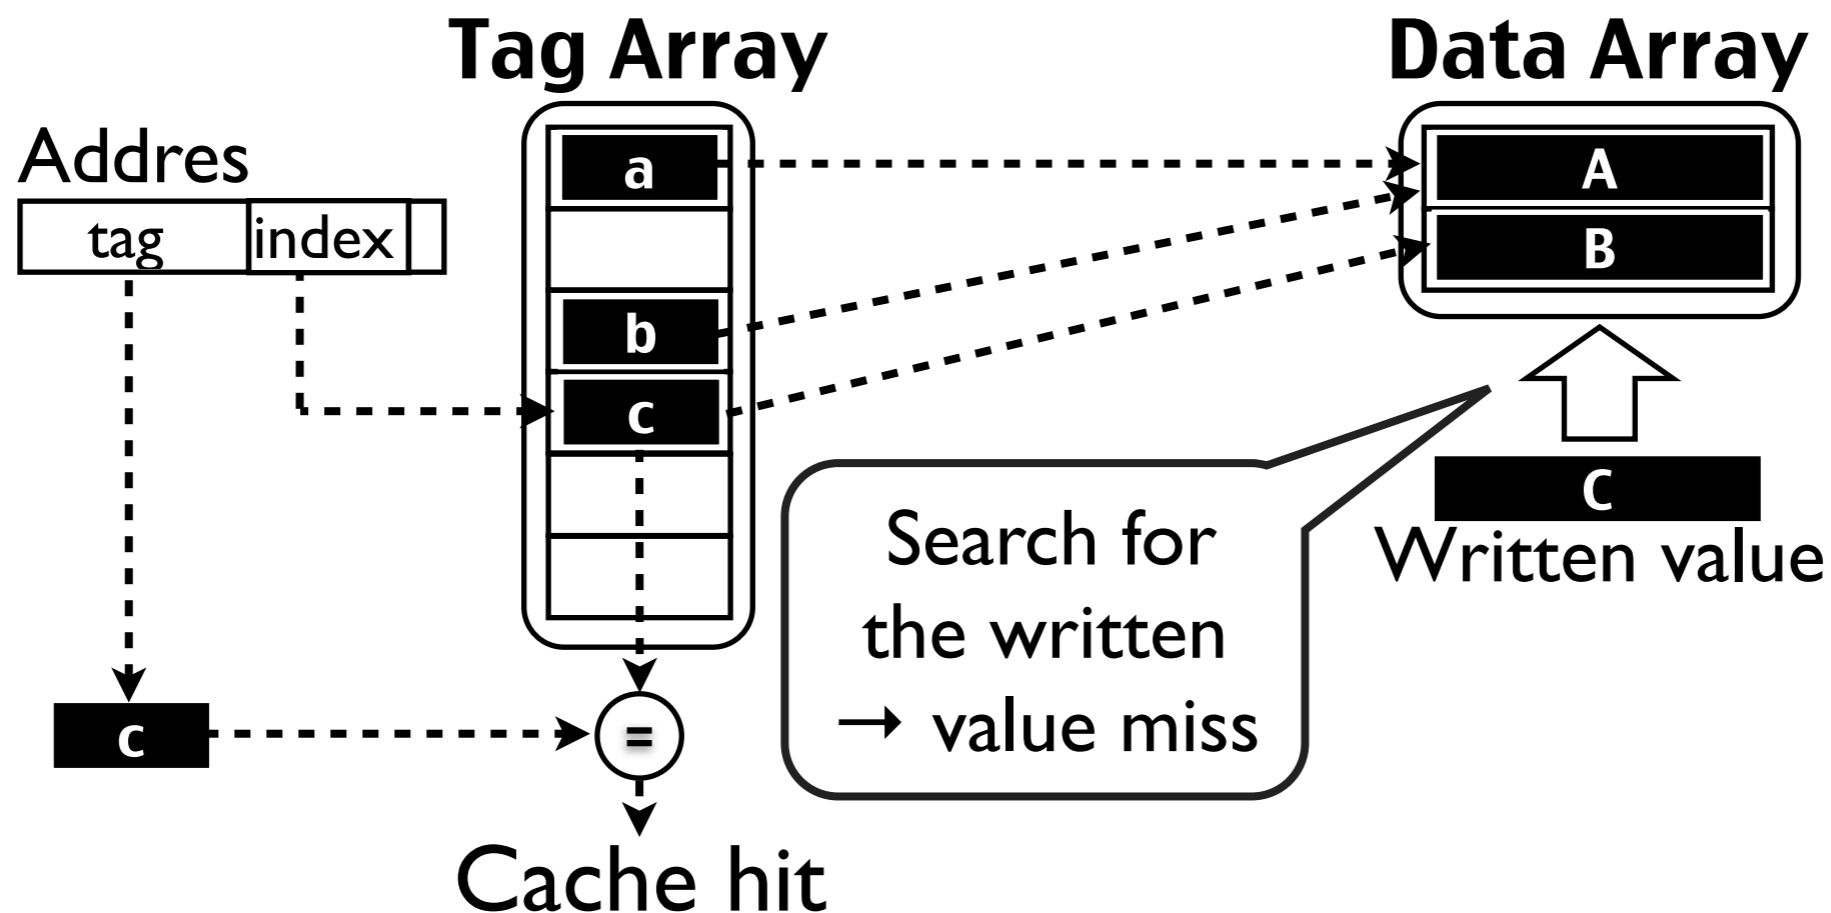 Tag Array
Data Array
Addres
tag index
a
A
B
b
c
Search for
the written
→ value miss
C
Written value
c
=
Cache hit